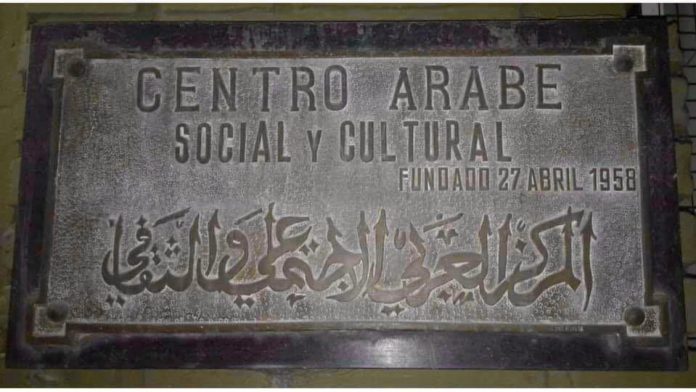 CENTRO ARABE
SOCIAL Y CULTURAL
FUNDADO 27 ABRIL 1958
المركز العربي الاجتماعي والثقافي